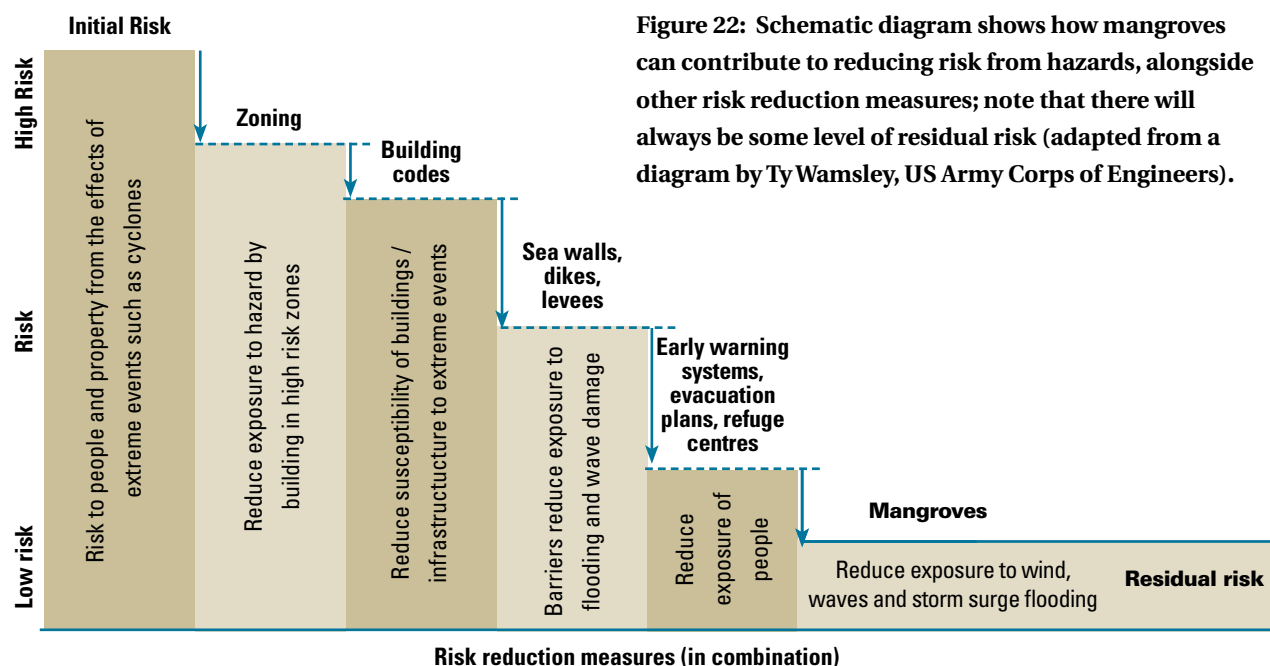 Initial Risk
Figure 22: Schematic diagram shows how mangroves
can contribute to reducing risk from hazards, alongside
other risk reduction measures; note that there will
always be some level of residual risk (adapted from a
diagram by Ty Wamsley, US Army Corps of Engineers).
High Risk
Risk
Low risk
Risk to people and property from the effects of
extreme events such as cyclones
Zoning
Reduce exposure to hazard by
building in high risk zones
Building
codes
Reduce susceptibility of buildings /
infrastructucture to extreme events
Sea walls,
dikes,
levees
Barriers reduce exposure to
flooding and wave damage
Early warning
systems,
evacuation
plans, refuge
centres
Reduce
exposure of
people
Mangroves
Reduce exposure to wind,
waves and storm surge flooding
Residual risk
Risk reduction measures (in combination)